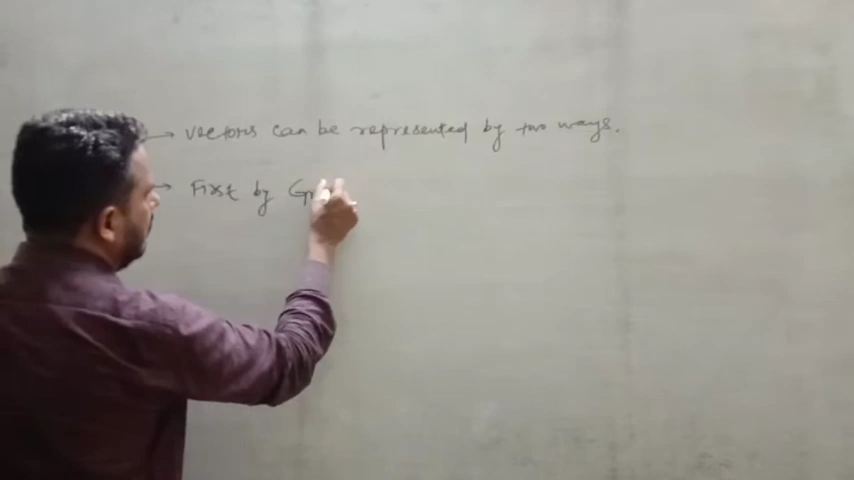 → Vectors can be represented by two ways.
→ First by